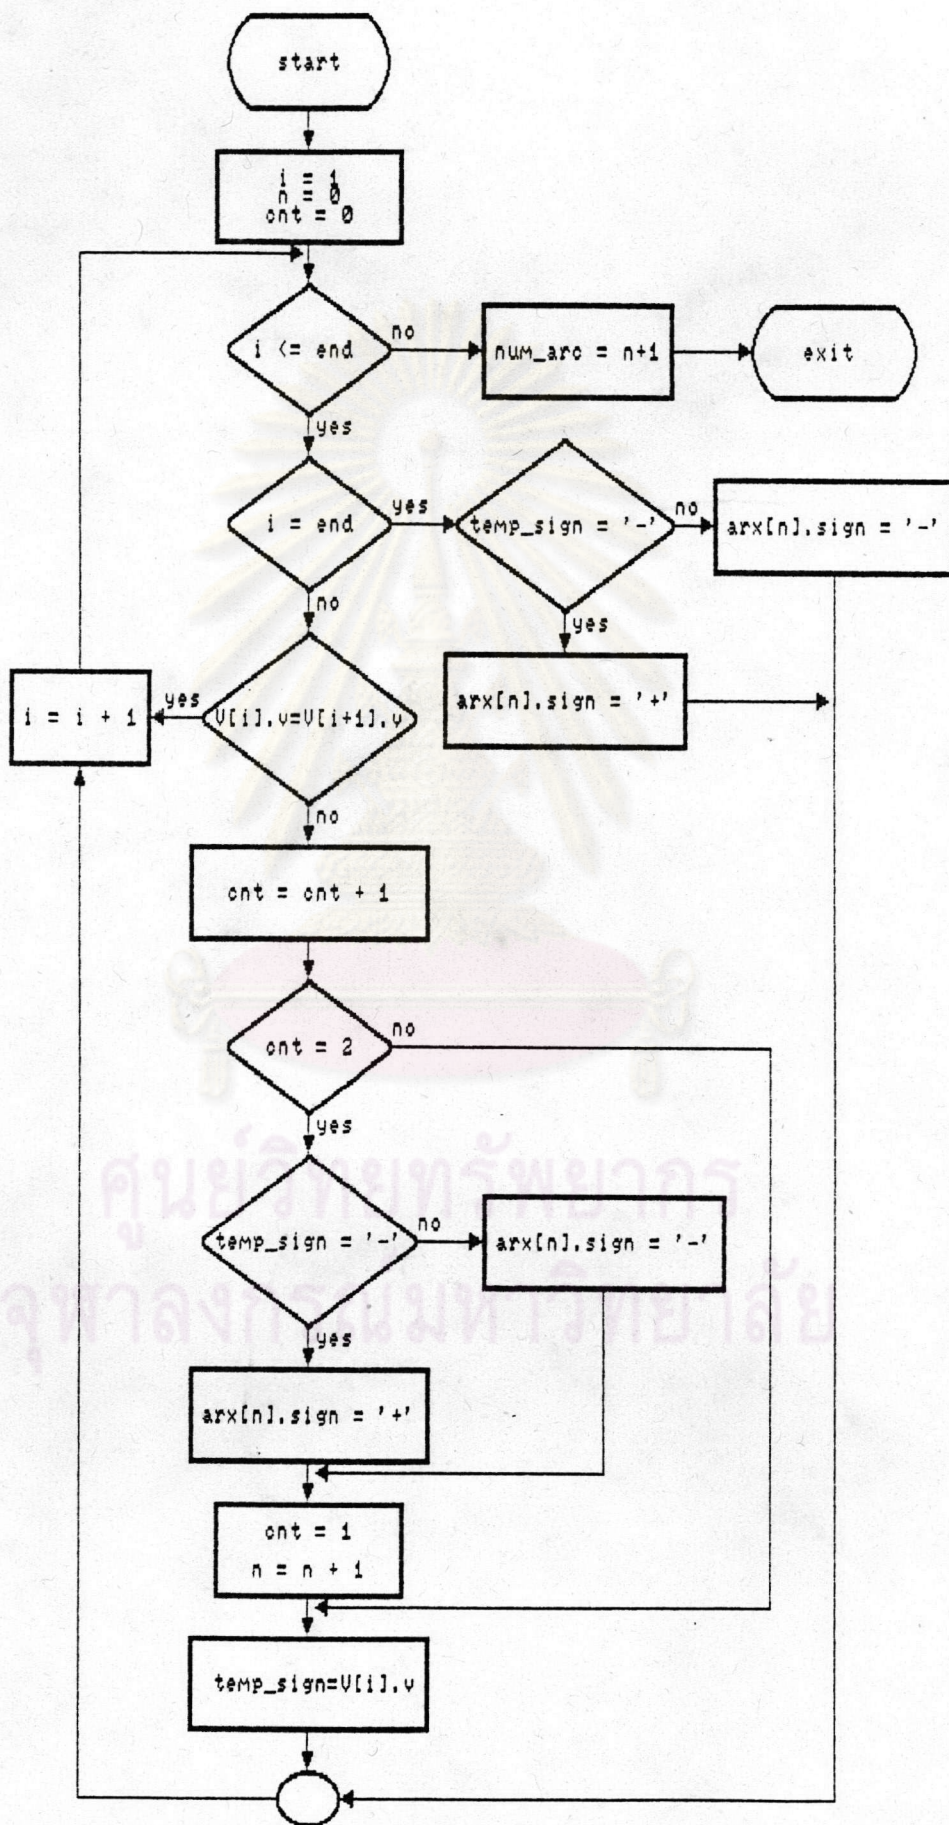 start
i = 1
n = 0
cnt = 0
i <= end
no
num_arc = n+1
exit
yes
i = end
yes
temp_sign = '-'
no
arx[n].sign = '-'
no
yes
arx[n].sign = '+'
i = i + 1
yes
V[i].v=V[i+1].v
no
cnt = cnt + 1
cnt = 2
no
yes
ศูนย์วิทยทรัพยากร
temp_sign = '-'
no
arx[n].sign = '-'
จุฬาลงกรณ์มหาวิทยาลัย
yes
arx[n].sign = '+'
cnt = 1
n = n + 1
temp_sign=V[i].v